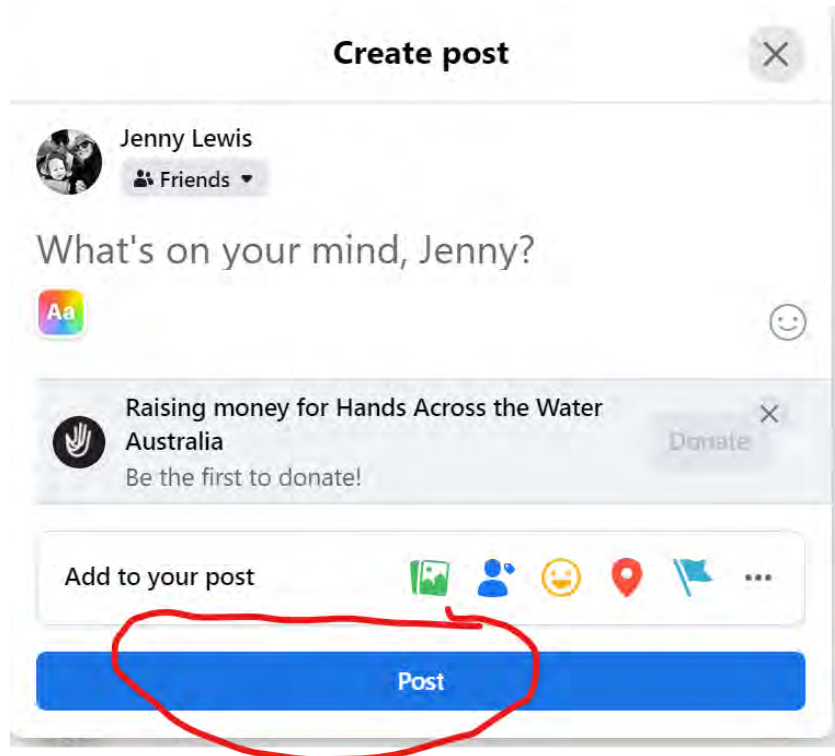 Create post
Jenny Lewis
Friends
What's on your mind, Jenny?
Aa
Raising money for Hands Across the Water
Australia
Donate
Be the first to donate!
Add to your post
Post